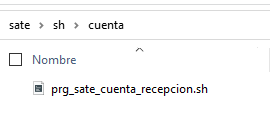 sate > sh > cuenta
Nombre
prg_sate_cuenta_recepcion.sh